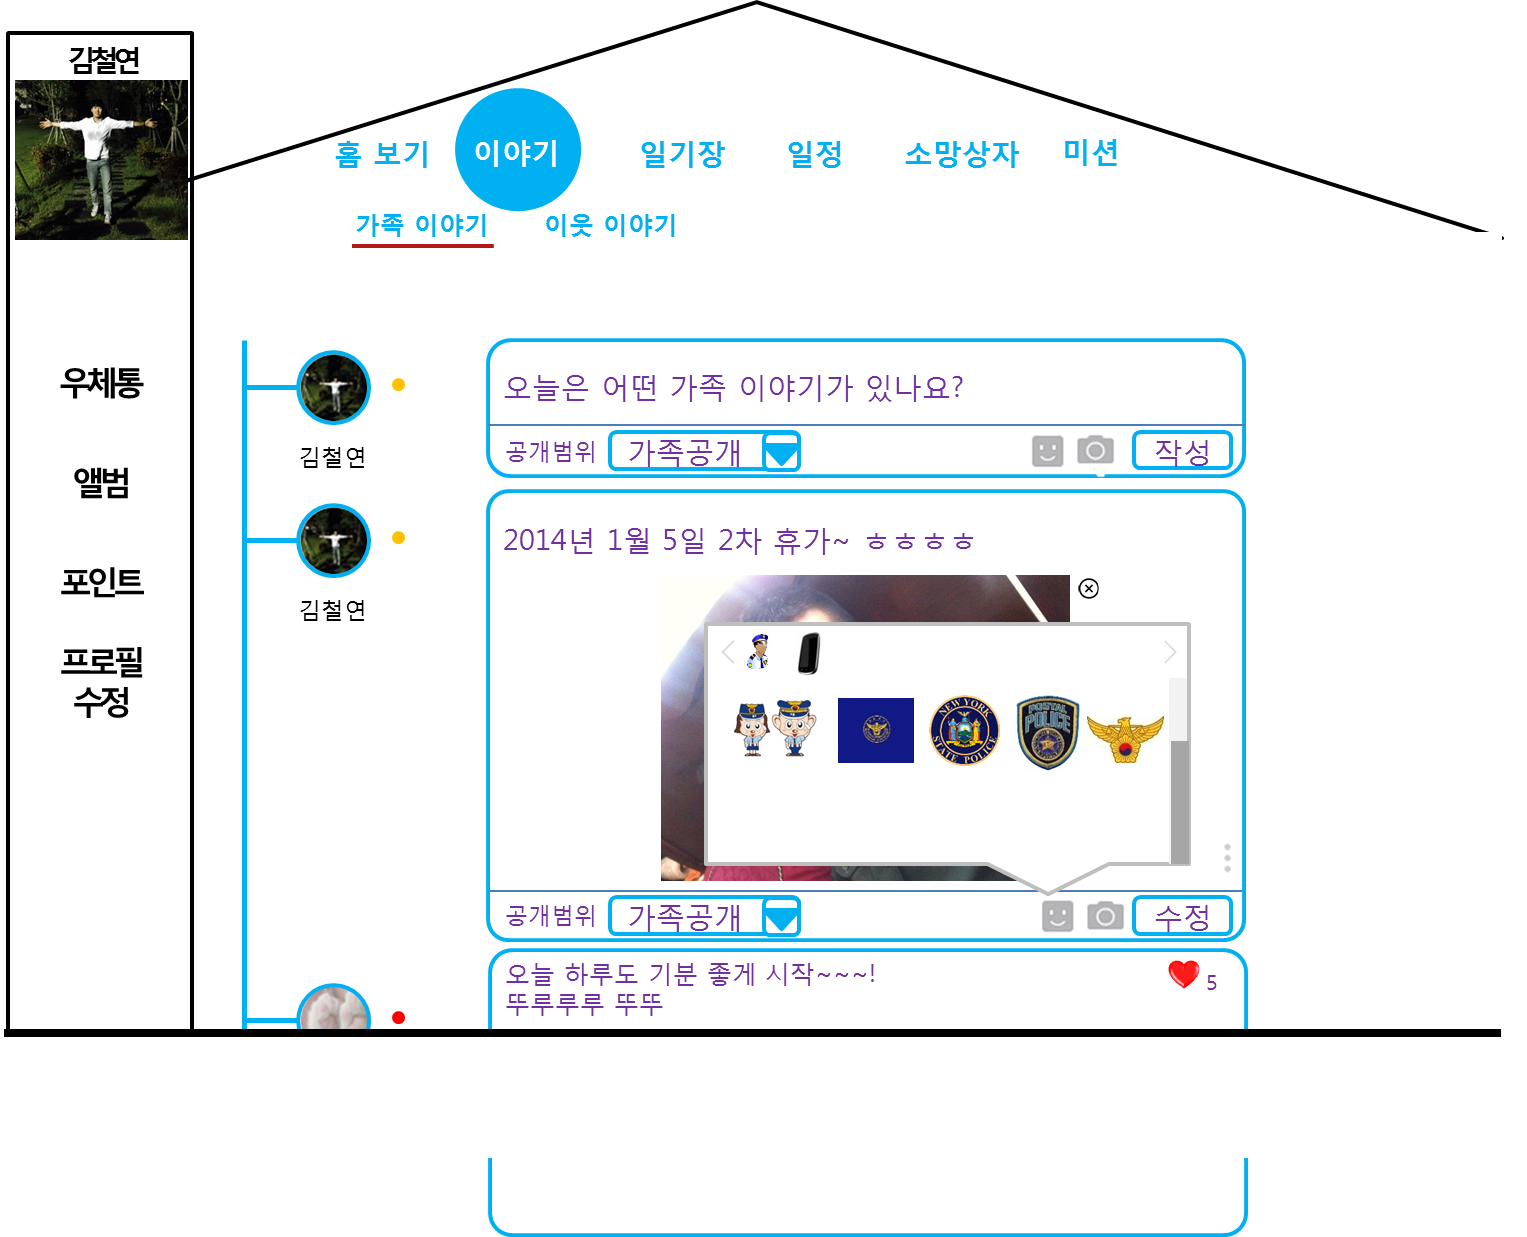 김철연
홈 보기
이야기
일기장
일정
소망상자
미션
가족 이야기
이웃 이야기
우체통
앨범
포인트
프로필
수정
김철연
오늘은 어떤 가족 이야기가 있나요?
공개범위
가족공개
작성
김철연
2014년 1월 5일 2차 휴가~ ㅎㅎㅎㅎ
NEW YORK
STATE POLICE
POSTAL
POLICE
공개범위
가족공개
수정
오늘 하루도 기분 좋게 시작~~~!
뚜루루루 뚜뚜
5